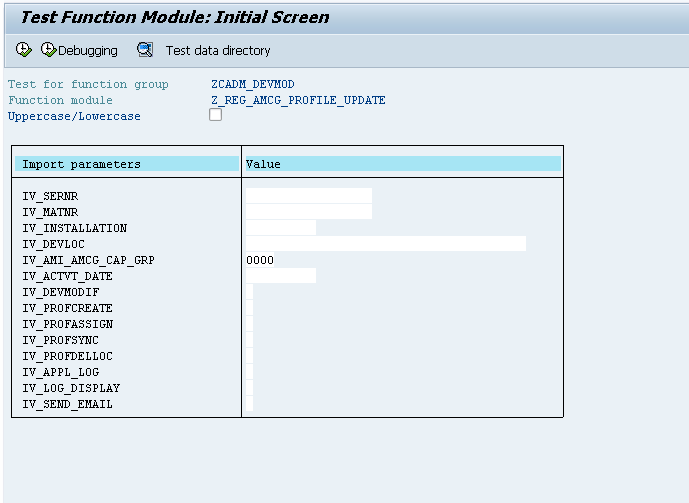 Test Function Module: Initial Screen
Debugging Test data directory
Test for function group ZCADM_DEVMOD
Function module Z_REG_AMCG_PROFILE_UPDATE
Uppercase/Lowercase
Import parameters Value
IV_SERNR
IV_MATNR
IV_INSTALLATION
IV_DEVLOC
IV_AMI_AMCG_CAP_GRP 0000
IV_ACTVT_DATE
IV_DEVMODIF
IV_PROFCREATE
IV_PROFASSIGN
IV_PROFSYNC
IV_PROFDELLOC
IV_APPL_LOG
IV_LOG_DISPLAY
IV_SEND_EMAIL